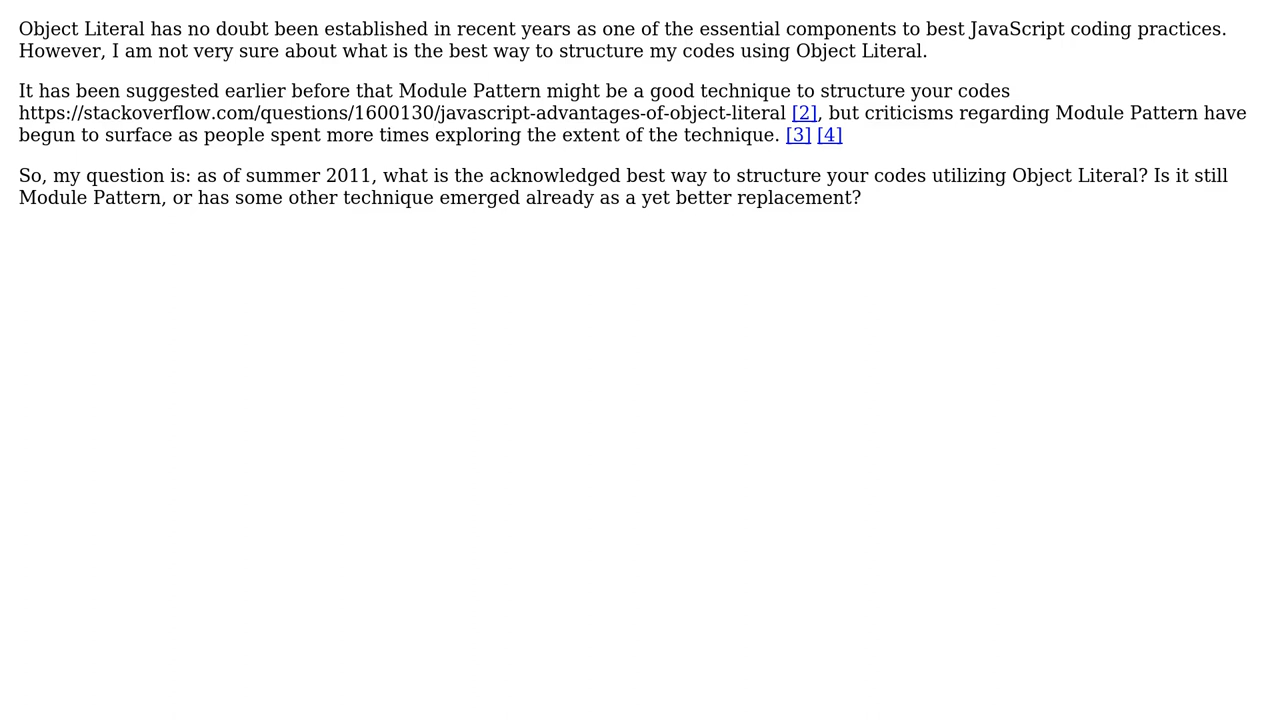 Object Literal has no doubt been established in recent years as one of the essential components to best JavaScript coding practices.
However, I am not very sure about what is the best way to structure my codes using Object Literal.
It has been suggested earlier before that Module Pattern might be a good technique to structure your codes
https://stackoverflow.com/questions/1600130/javascript-advantages-of-object-literal [2], but criticisms regarding Module Pattern have
begun to surface as people spent more times exploring the extent of the technique. [3] [4]
So, my question is: as of summer 2011, what is the acknowledged best way to structure your codes utilizing Object Literal? Is it still
Module Pattern, or has some other technique emerged already as a yet better replacement?